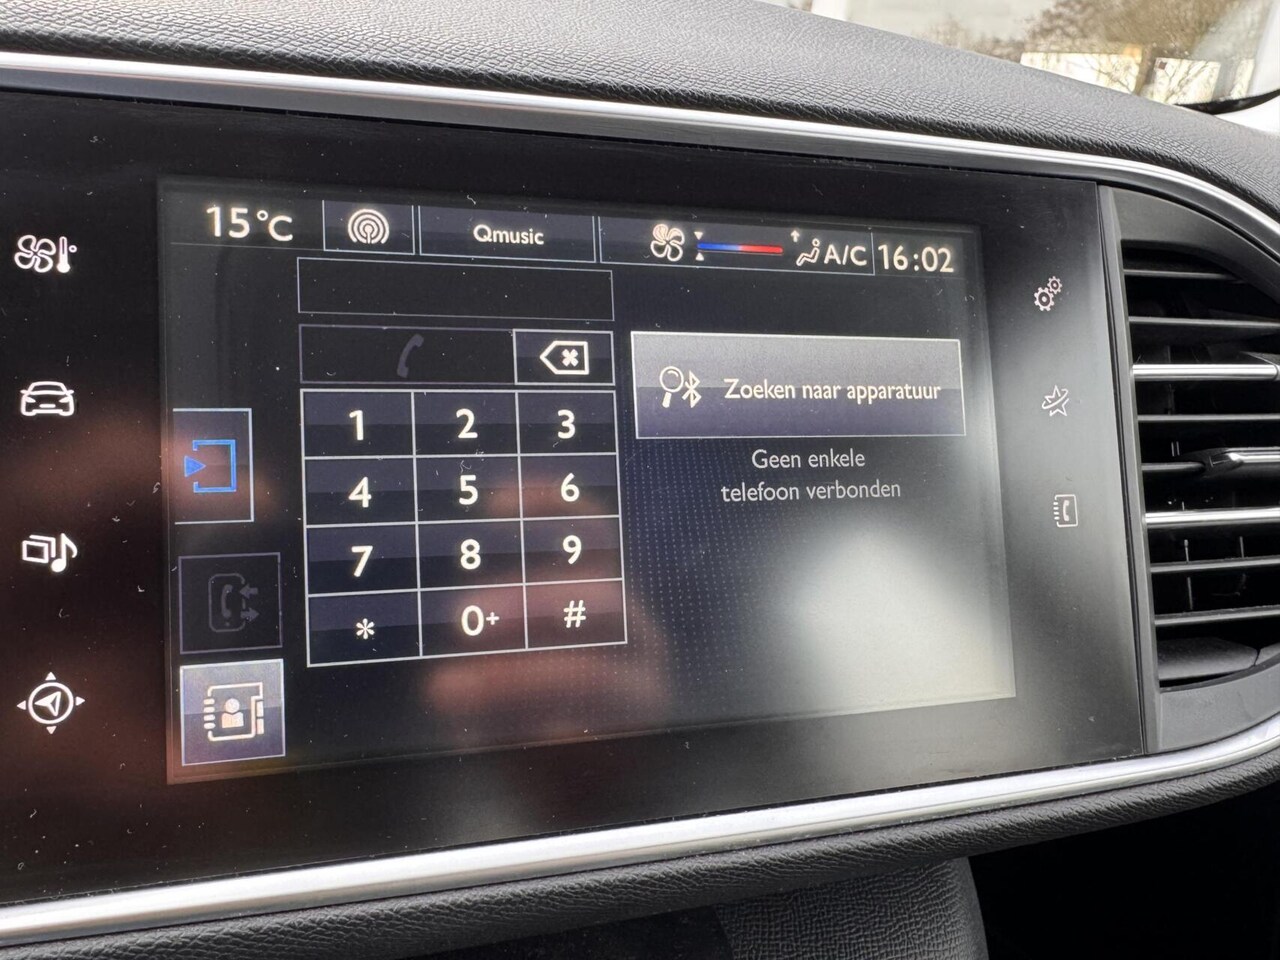 15°C
Qmusic
A/C
16:02
1 2 3
4 5 6
7 8 9
* 0+ #
Zoeken naar apparatuur
Geen enkele
telefoon verbonden